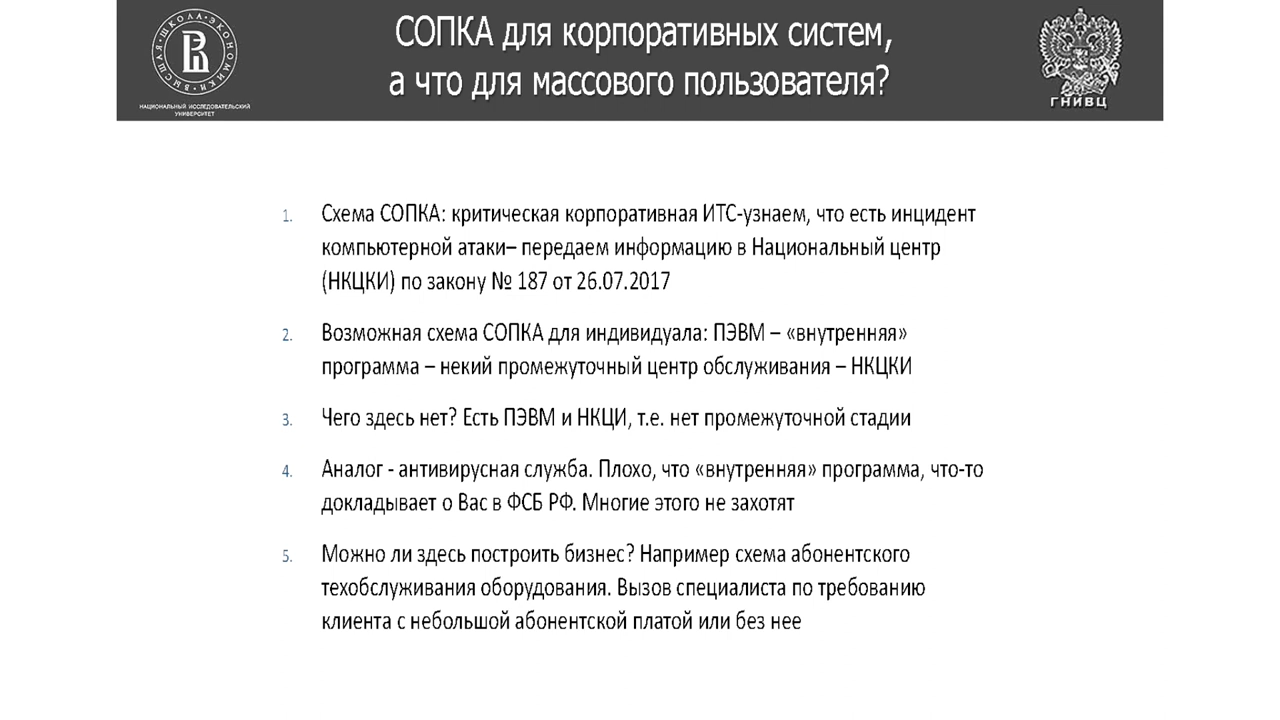 СОПКА для корпоративных систем,
а что для массового пользователя?
ВЫСШАЯ ШКОЛА ЭКОНОМИКИ
НАЦИОНАЛЬНЫЙ ИССЛЕДОВАТЕЛЬСКИЙ
УНИВЕРСИТЕТ
ГНИВЦ
1. Схема СОПКА: критическая корпоративная ИТС-узнаем, что есть инцидент
компьютерной атаки– передаем информацию в Национальный центр
(НКЦКИ) по закону № 187 от 26.07.2017
2. Возможная схема СОПКА для индивидуала: ПЭВМ – «внутренняя»
программа – некий промежуточный центр обслуживания – НКЦКИ
3. Чего здесь нет? Есть ПЭВМ и НКЦИ, т.е. нет промежуточной стадии
4. Аналог - антивирусная служба. Плохо, что «внутренняя» программа, что-то
докладывает о Вас в ФСБ РФ. Многие этого не захотят
5. Можно ли здесь построить бизнес? Например схема абонентского
техобслуживания оборудования. Вызов специалиста по требованию
клиента с небольшой абонентской платой или без нее